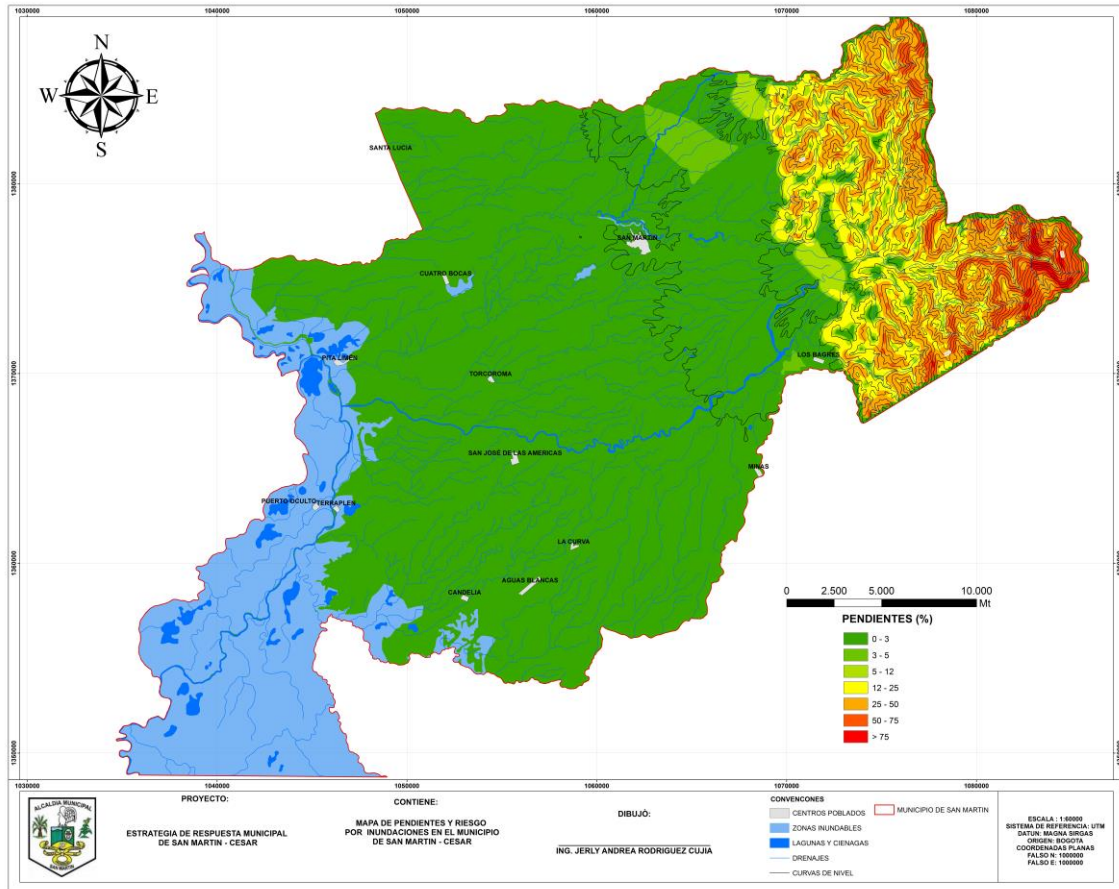 1030000
1040000
1050000
1060000
1070000
1080000
N
W
E
S
SANTA LUCIA
1380000
SAN MARTIN
CUATRO BOCAS
PITA LIMÓN
LOS BAGRES
1370000
TORCOROMA
SAN JOSÉ DE LAS AMERICAS
MINAS
PUERTO OCULTO
TERRAPLEN
LA CURVA
1360000
AGUAS BLANCAS
CANDELIA
0
2.500
5.000
10.000
Mt
PENDIENTES (%)
0 - 3
3 - 5
5 - 12
12 - 25
25 - 50
50 - 75
> 75
1350000
1030000
1040000
1050000
1060000
1070000
1080000
ALCALDIA MUNICIPAL
SAN MARTIN
PROYECTO:
ESTRATEGIA DE RESPUESTA MUNICIPAL
DE SAN MARTIN - CESAR
CONTIENE:
MAPA DE PENDIENTES Y RIESGO
POR INUNDACIONES EN EL MUNICIPIO
DE SAN MARTIN - CESAR
DIBUJÓ:
ING. JERLY ANDREA RODRIGUEZ CUJIA
CONVENCIONES
CENTROS POBLADOS
ZONAS INUNDABLES
LAGUNAS Y CIENAGAS
DRENAJES
CURVAS DE NIVEL
MUNICIPIO DE SAN MARTIN
ESCALA : 1:60000
SISTEMA DE REFERENCIA: UTM
DATUN: MAGNA SIRGAS
ORIGEN: BOGOTA
COORDENADAS PLANAS
FALSO N: 1000000
FALSO E: 1000000